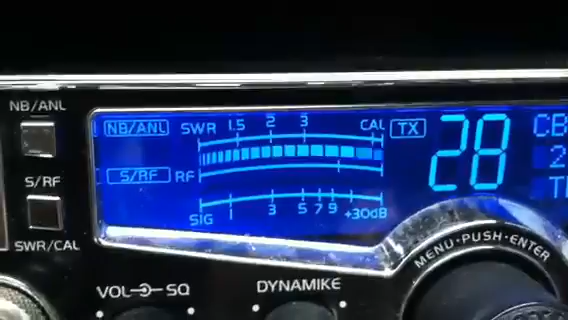 NB/ANL
NB/ANL SWR 1.5 2 3 CAL TX 28 CB
S/RF
S/RF RF
2
SIG 3 5 7 9 +30dB
SWR/CAL
MENU·PUSH·ENTER
VOL SQ
DYNAMIKE